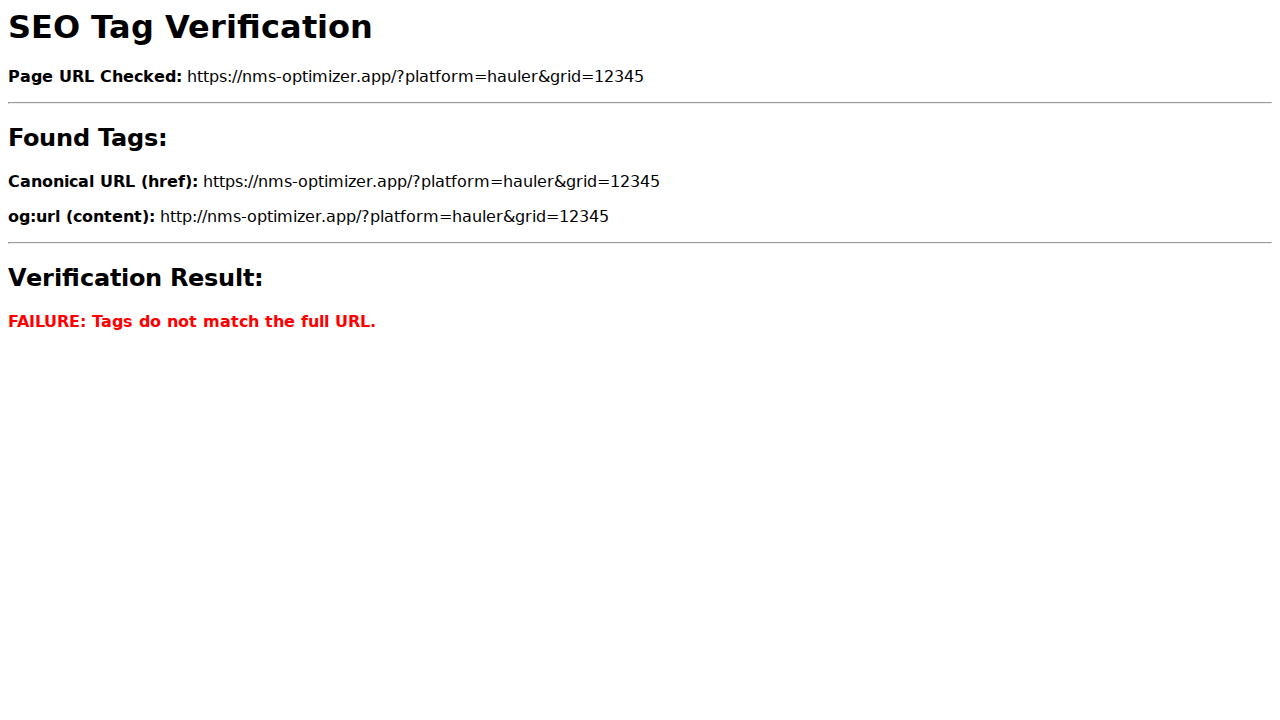 SEO Tag Verification
Page URL Checked: https://nms-optimizer.app/?platform=hauler&grid=12345
Found Tags:
Canonical URL (href): https://nms-optimizer.app/?platform=hauler&grid=12345
og:url (content): http://nms-optimizer.app/?platform=hauler&grid=12345
Verification Result:
FAILURE: Tags do not match the full URL.